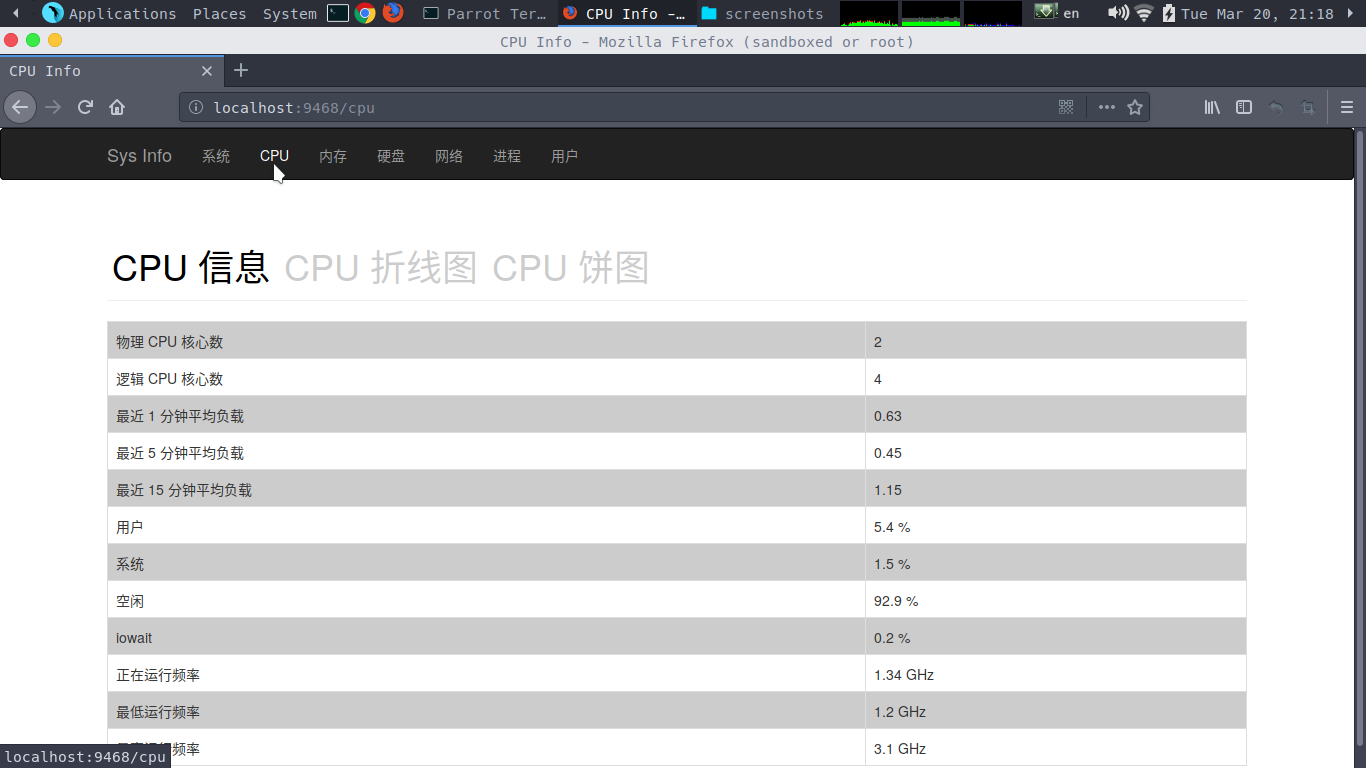 Applications Places System Parrot Ter… CPU Info -… screenshots en Tue Mar 20, 21:18
CPU Info - Mozilla Firefox (sandboxed or root)
CPU Info
localhost:9468/cpu
Sys Info 系统 CPU 内存 硬盘 网络 进程 用户
CPU 信息 CPU 折线图 CPU 饼图
物理 CPU 核心数 2
逻辑 CPU 核心数 4
最近 1 分钟平均负载 0.63
最近 5 分钟平均负载 0.45
最近 15 分钟平均负载 1.15
用户 5.4 %
系统 1.5 %
空闲 92.9 %
iowait 0.2 %
正在运行频率 1.34 GHz
最低运行频率 1.2 GHz
频率 3.1 GHz
localhost:9468/cpu